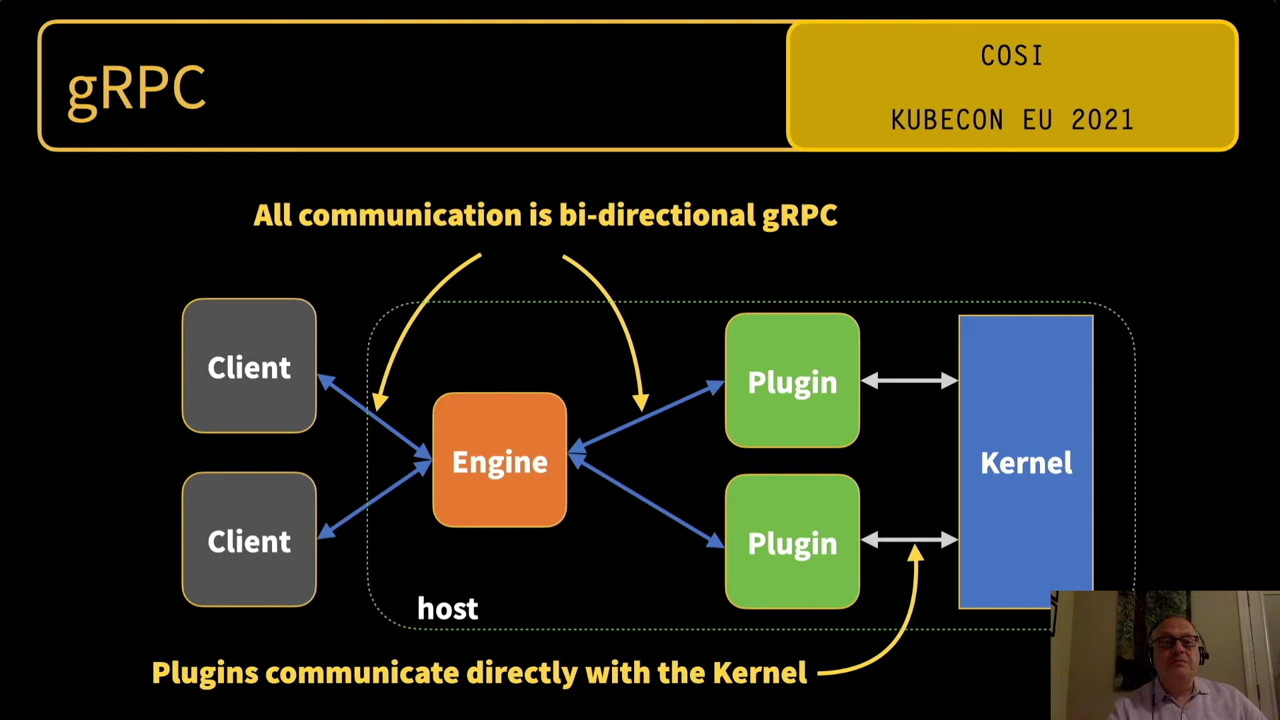 gRPC
COSI
KUBECON EU 2021
All communication is bi-directional gRPC
Client
Plugin
Engine
Kernel
Client
Plugin
host
Plugins communicate directly with the Kernel